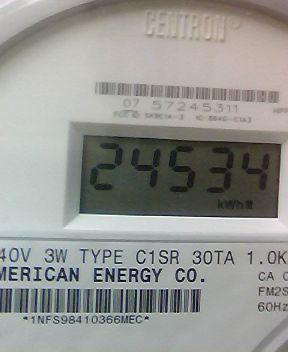 CENTRON®
07 57245311
24534
kWh
40V 3W TYPE C1SR 30TA 1.0K
MERICAN ENERGY CO.
CA 0
FM2S
60Hz
*1NFS98410366MEC*